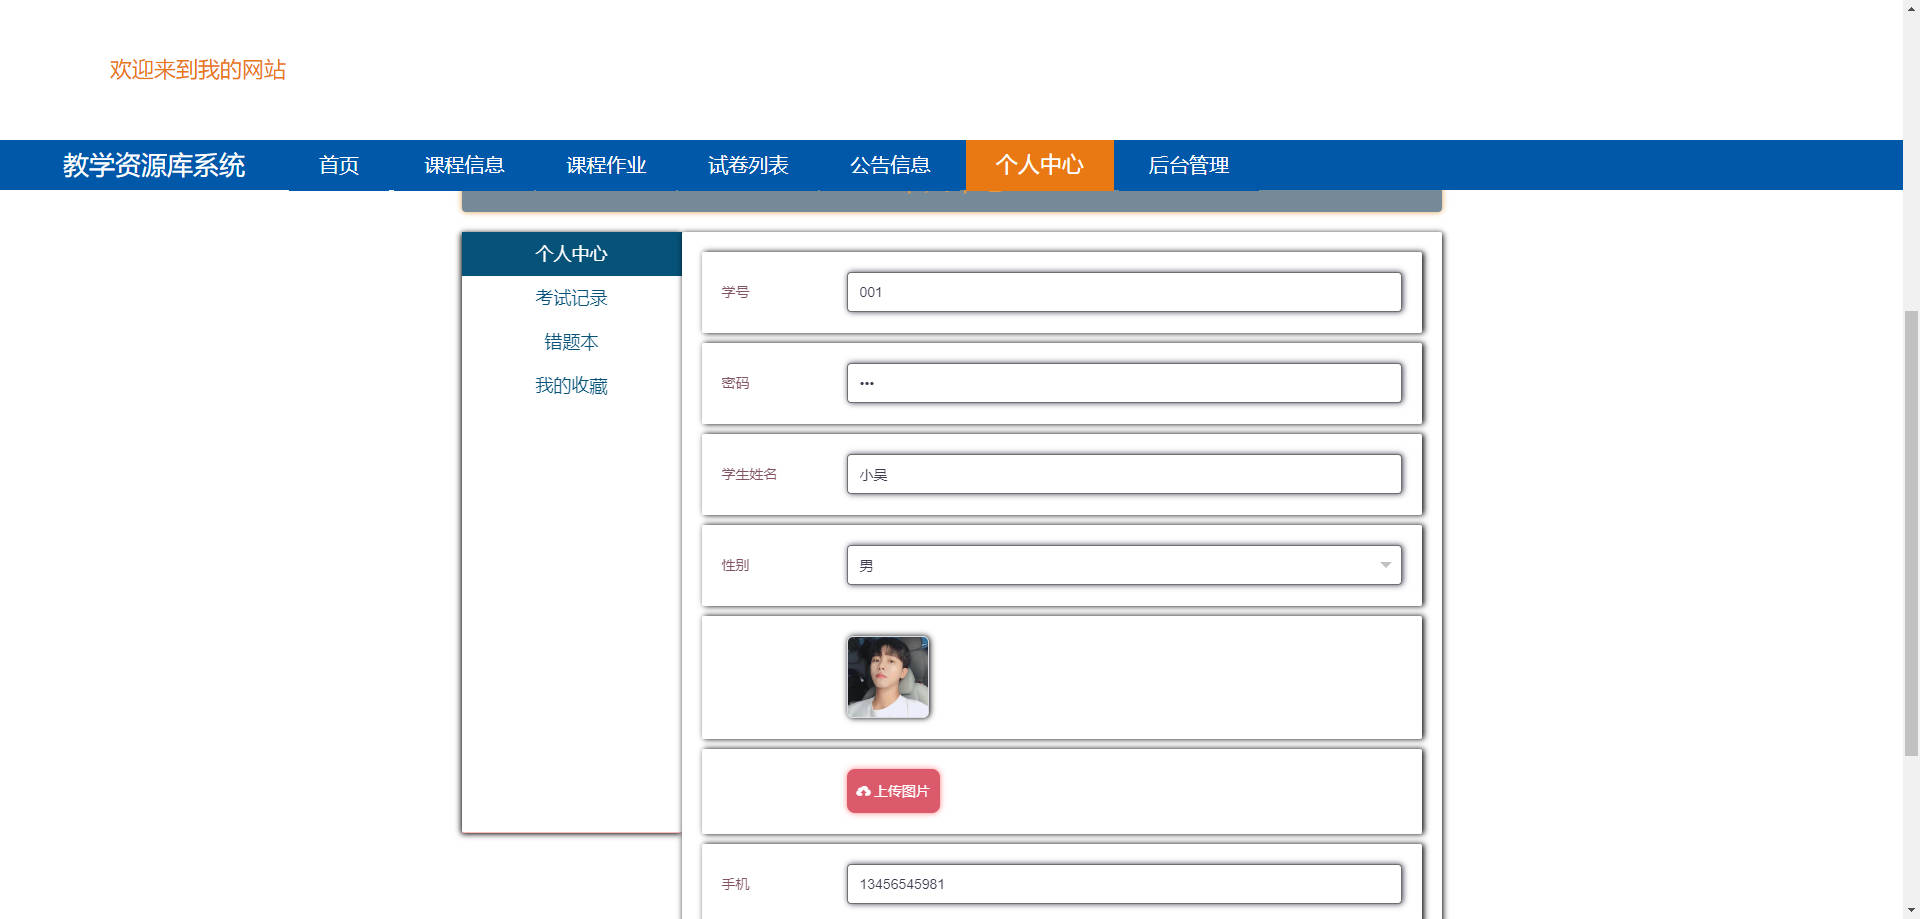 欢迎来到我的网站
教学资源库系统 首页 课程信息 课程作业 试卷列表 公告信息 个人中心 后台管理
个人中心
考试记录
错题本
我的收藏
学号 001
密码 •••
学生姓名 小吴
性别 男
上传图片
手机 13456545981